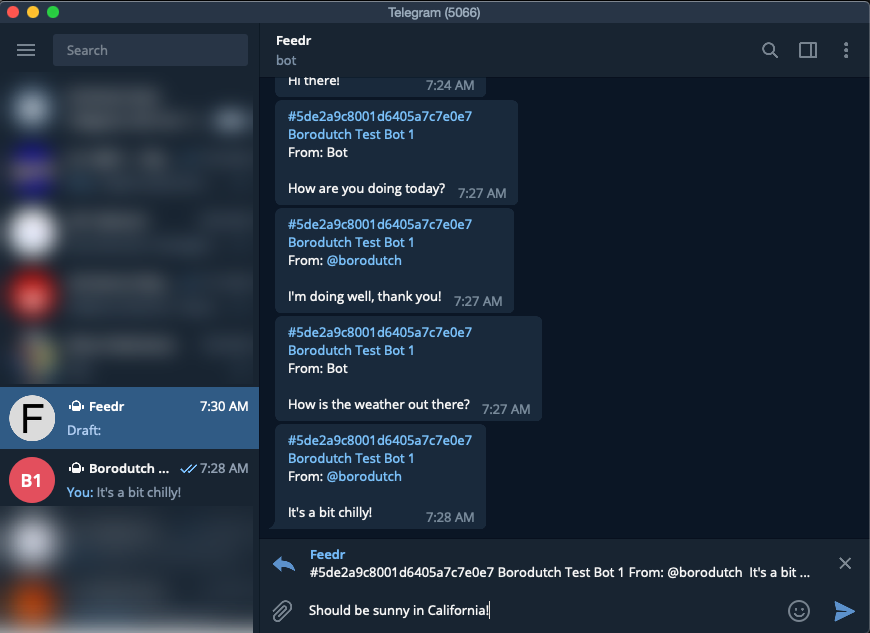 Telegram (5066)
Search
Feedr
bot
Hi there!
7:24 AM
#5de2a9c8001d6405a7c7e0e7
Borodutch Test Bot 1
From: Bot
How are you doing today?
7:27 AM
#5de2a9c8001d6405a7c7e0e7
Borodutch Test Bot 1
From: @borodutch
I'm doing well, thank you!
7:27 AM
#5de2a9c8001d6405a7c7e0e7
Borodutch Test Bot 1
From: Bot
How is the weather out there?
7:27 AM
#5de2a9c8001d6405a7c7e0e7
Borodutch Test Bot 1
From: @borodutch
It's a bit chilly!
7:28 AM
F
Feedr
7:30 AM
Draft:
B1
Borodutch ...
7:28 AM
You: It's a bit chilly!
Feedr
#5de2a9c8001d6405a7c7e0e7 Borodutch Test Bot 1 From: @borodutch It's a bit ...
Should be sunny in California!